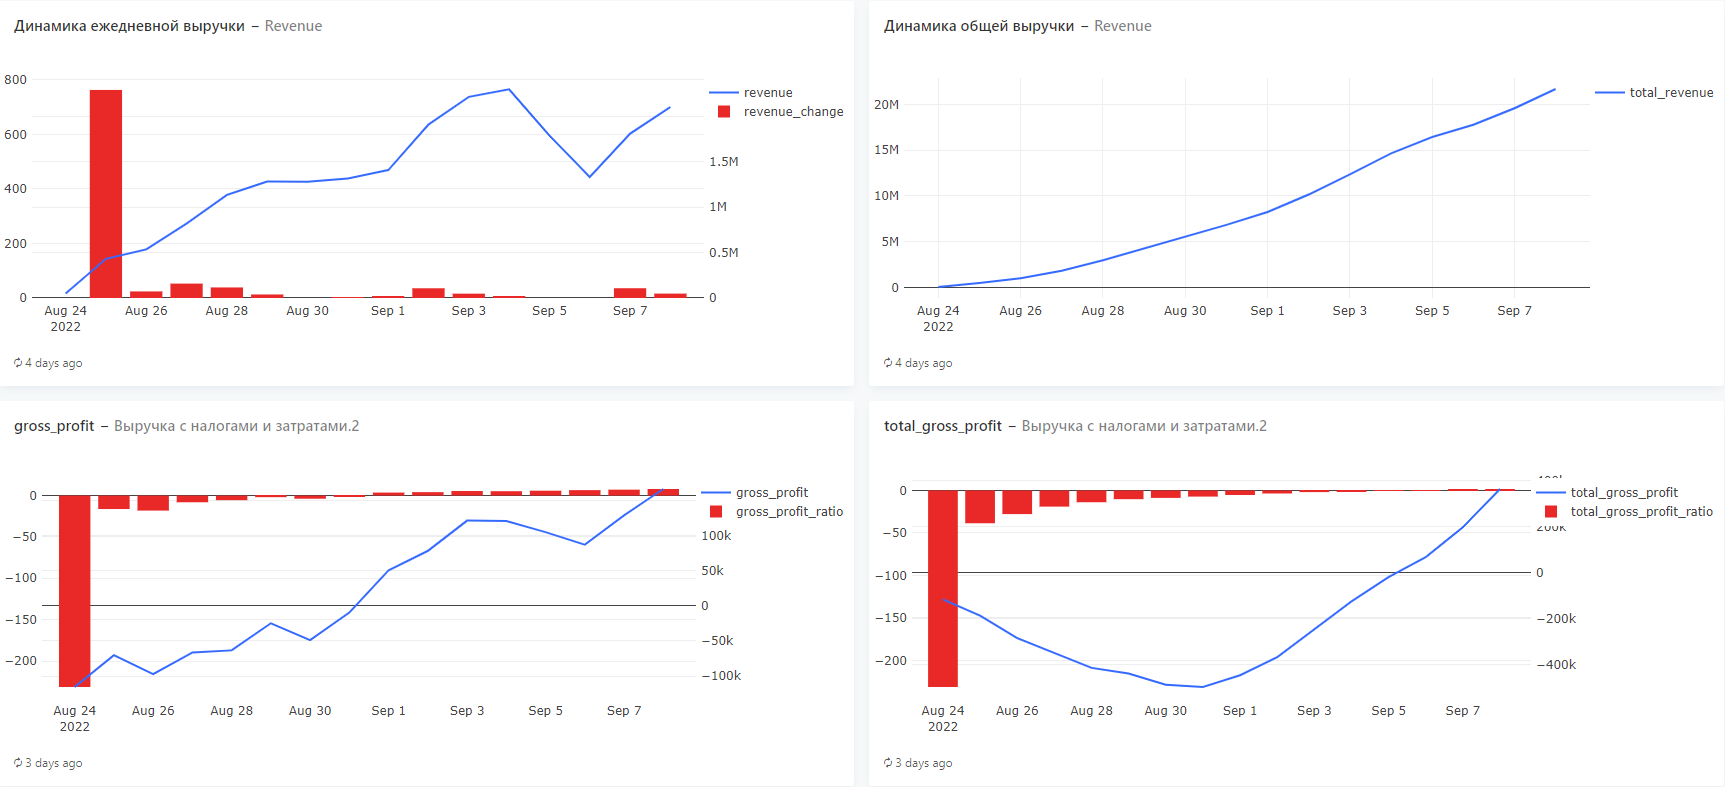 Динамика ежедневной выручки – Revenue
800
600
400
200
0
1.5M
1M
0.5M
0
revenue
revenue_change
Aug 24
2022
Aug 26
Aug 28
Aug 30
Sep 1
Sep 3
Sep 5
Sep 7
4 days ago
Динамика общей выручки – Revenue
20M
15M
10M
5M
0
total_revenue
Aug 24
2022
Aug 26
Aug 28
Aug 30
Sep 1
Sep 3
Sep 5
Sep 7
4 days ago
gross_profit – Выручка с налогами и затратами.2
0
−50
−100
−150
−200
gross_profit
gross_profit_ratio
100k
50k
0
−50k
−100k
Aug 24
2022
Aug 26
Aug 28
Aug 30
Sep 1
Sep 3
Sep 5
Sep 7
3 days ago
total_gross_profit – Выручка с налогами и затратами.2
0
−50
−100
−150
−200
total_gross_profit
total_gross_profit_ratio
200k
0
−200k
−400k
Aug 24
2022
Aug 26
Aug 28
Aug 30
Sep 1
Sep 3
Sep 5
Sep 7
3 days ago